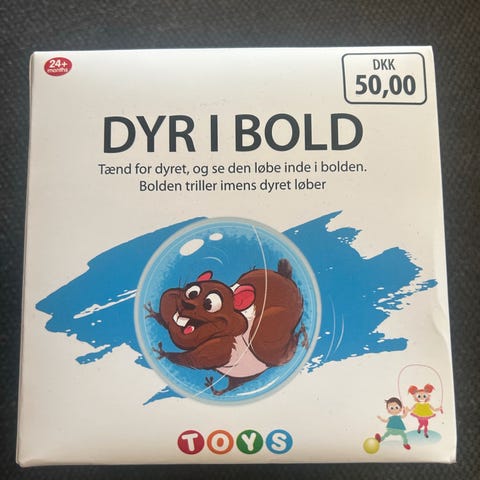 24+
months
DKK
50,00
DYR I BOLD
Tænd for dyret, og se den løbe inde i bolden.
Bolden triller imens dyret løber
TOYS